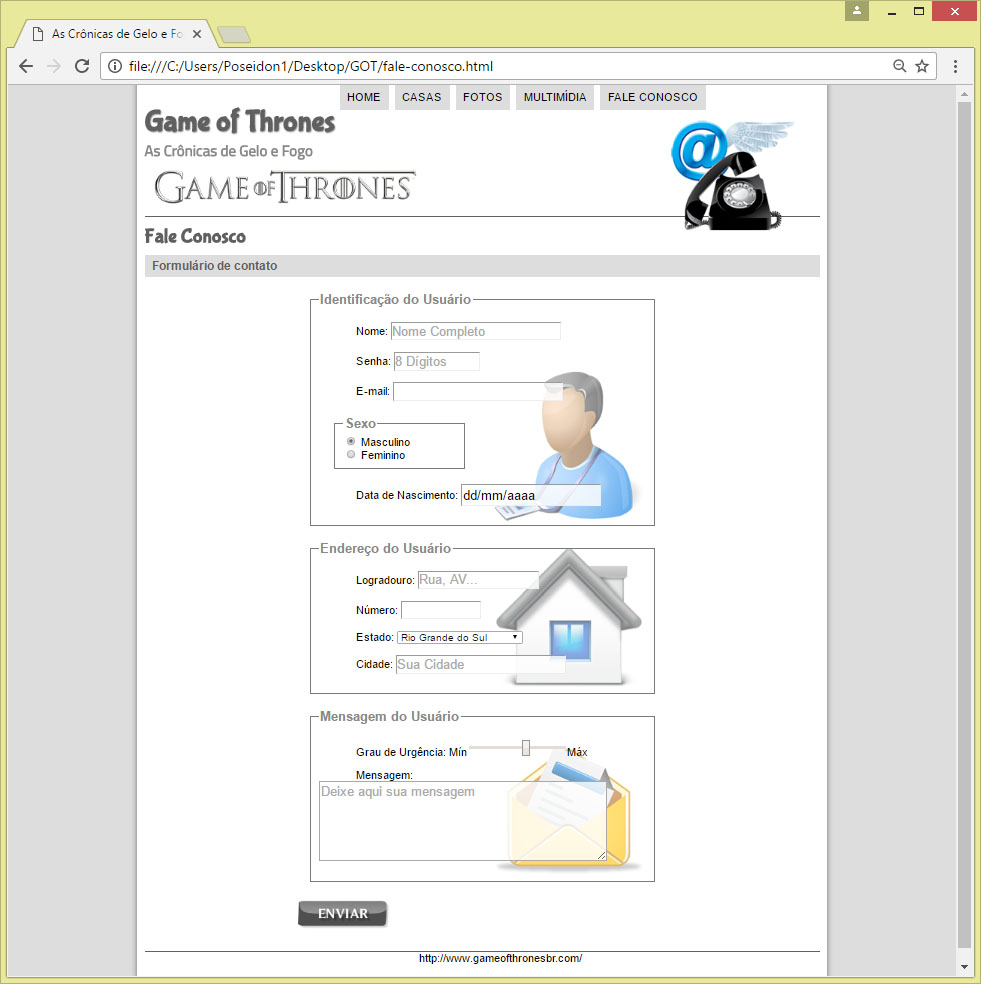 As Crônicas de Gelo e Fo
file:///C:/Users/Poseidon1/Desktop/GOT/fale-conosco.html
HOME CASAS FOTOS MULTIMÍDIA FALE CONOSCO
Game of Thrones
As Crônicas de Gelo e Fogo
GAME OF THRONES
@
Fale Conosco
Formulário de contato
Identificação do Usuário
Nome: Nome Completo
Senha: 8 Dígitos
E-mail:
Sexo
Masculino
Feminino
Data de Nascimento: dd/mm/aaaa
Endereço do Usuário
Logradouro: Rua, AV...
Número:
Estado: Rio Grande do Sul
Cidade: Sua Cidade
Mensagem do Usuário
Grau de Urgência: Mín Máx
Mensagem:
Deixe aqui sua mensagem
ENVIAR
http://www.gameofthronesbr.com/